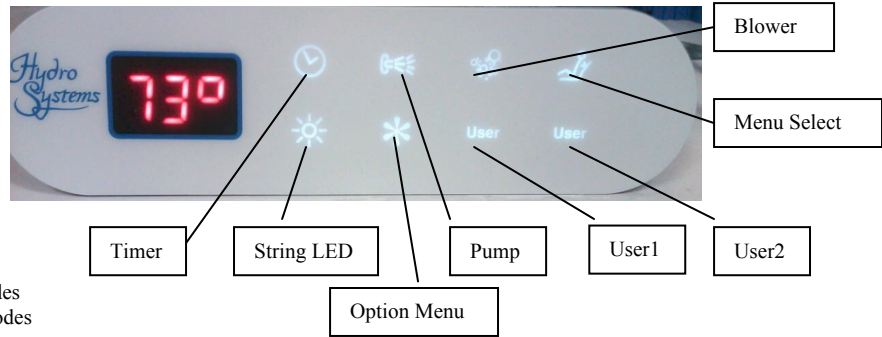 Blower
Hydro
Systems
73°
Menu Select
User
User
Timer
String LED
Pump
User1
User2
Option Menu